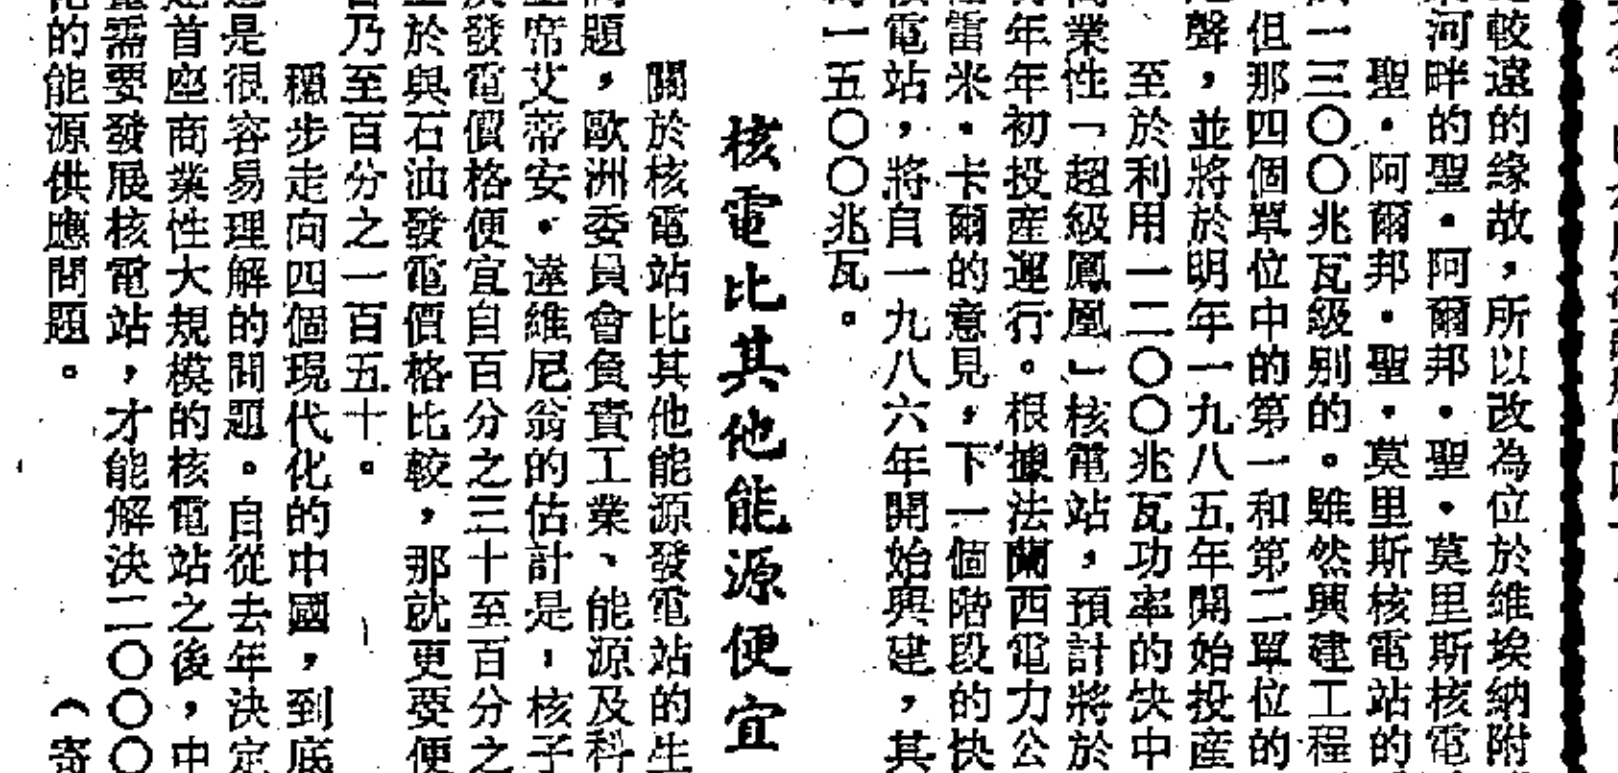 較遠的緣故，所以改為位於維埃納附
河畔的聖·阿爾邦·聖·莫里斯核電
聖·阿爾邦·聖·莫里斯核電站的
一三〇〇兆瓦級別的。雖然興建工程
但那四個單位中的第一和第二單位的
聲，並將於明年一九八五年開始投產
至於利用一二〇〇兆瓦功率的快中
業性「超級鳳凰」核電站，預計將於
年年初投產運行。根據法蘭西電力公
雷米·卡爾的意見，下一個階段的快
電站，將自一九八六年開始興建，其
一五〇〇兆瓦。
核電比其他能源便宜
關於核電站比其他能源發電站的生
問題，歐洲委員會負責工業、能源及科
主席艾蒂安·達維尼翁的估計是，核子
發電價格便宜自百分之三十至百分之
至於與石油發電價格比較，那就更要便
乃至百分之一百五十。
穩步走向四個現代化的中國，到底
是很容易理解的問題。自從去年決定
首座商業性大規模的核電站之後，中
需要發展核電站，才能解決二〇〇〇
的能源供應問題。（寄